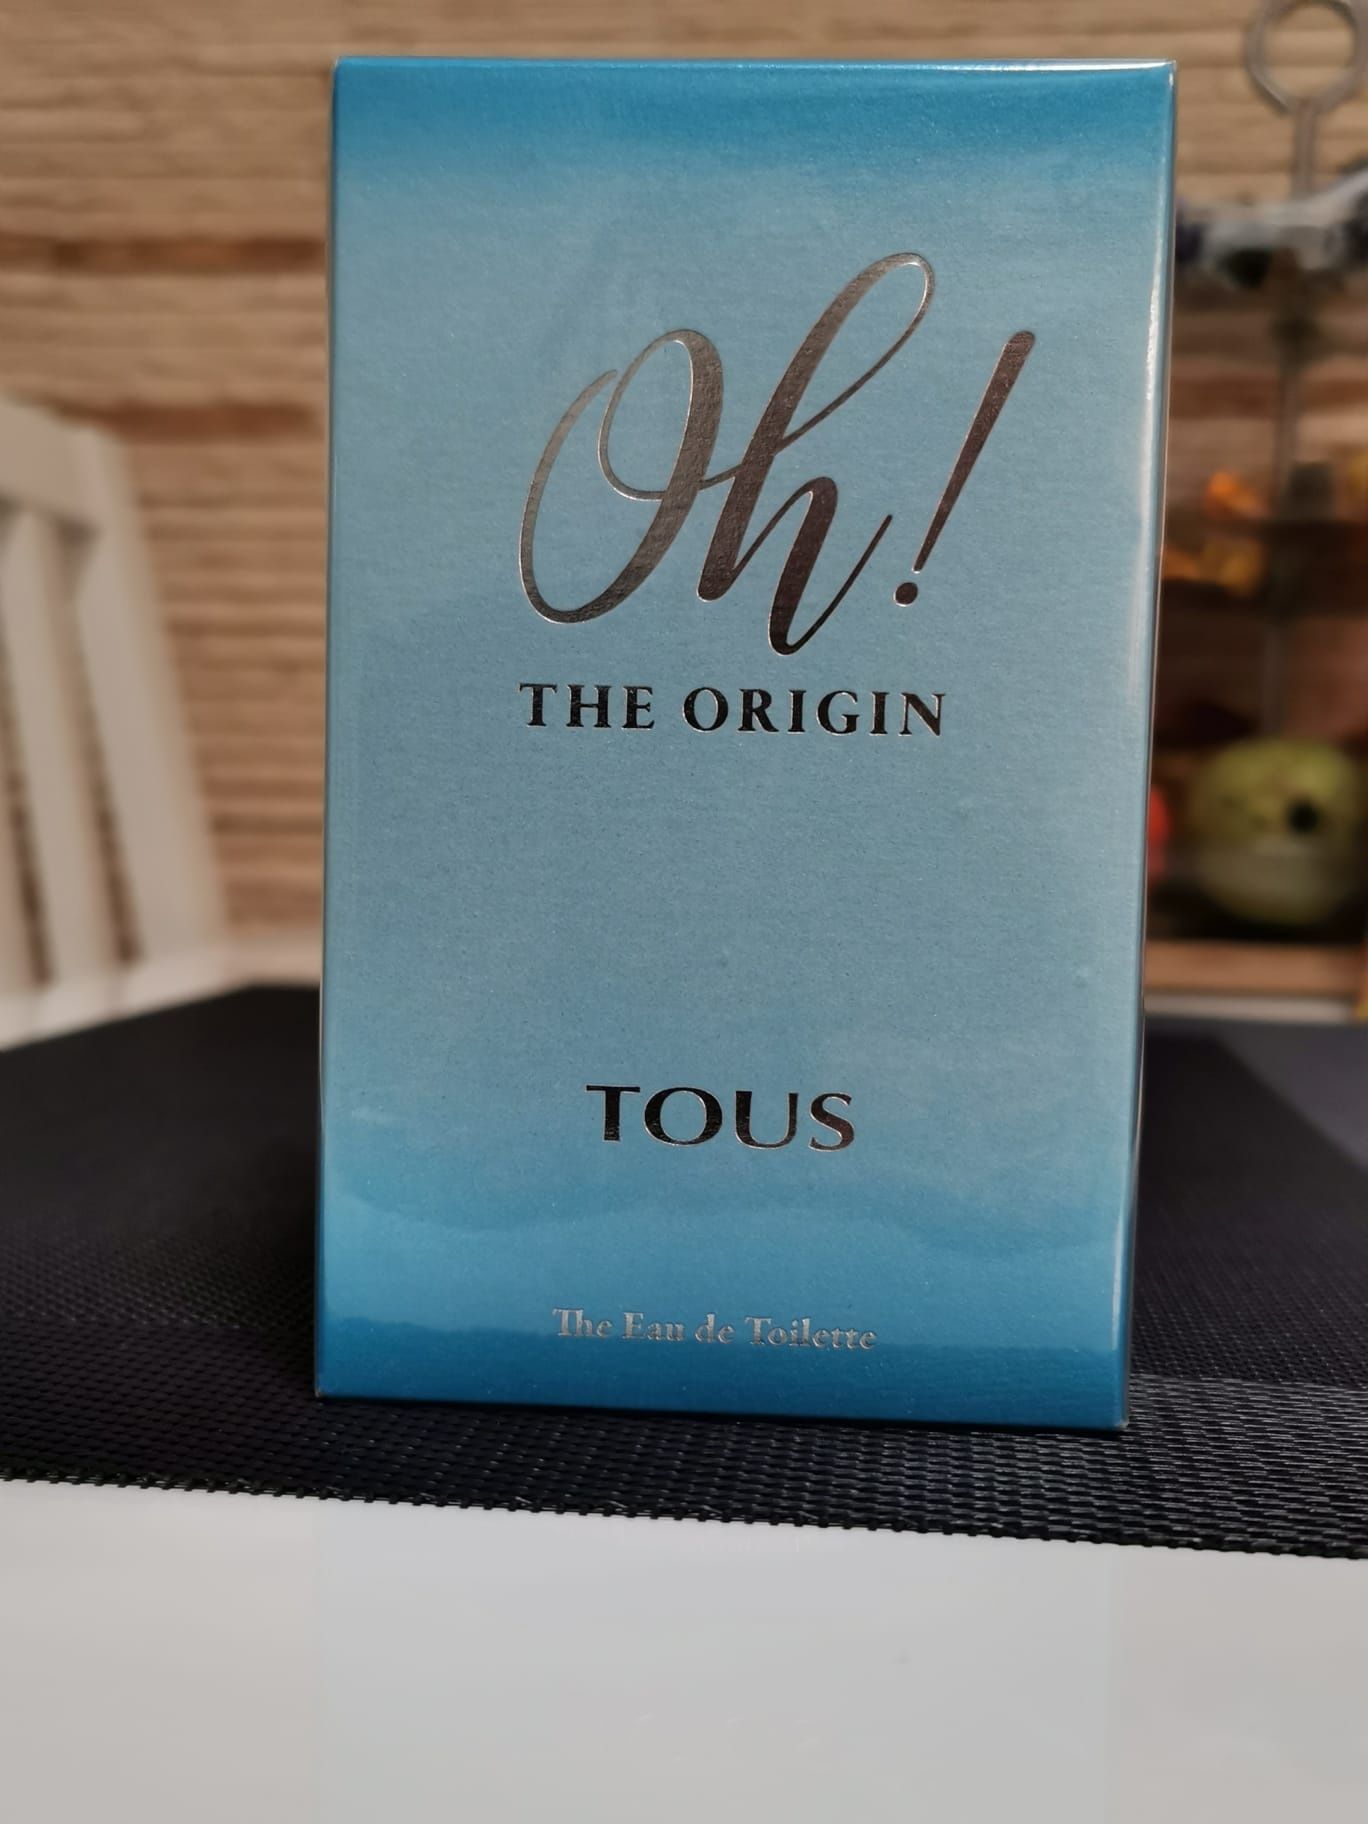 Oh!
THE ORIGIN
TOUS
The Eau de Toilette